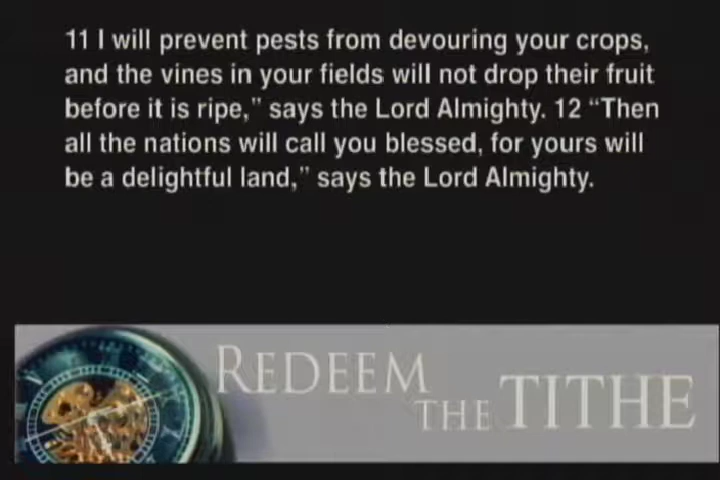 11 I will prevent pests from devouring your crops,
and the vines in your fields will not drop their fruit
before it is ripe,” says the Lord Almighty. 12 “Then
all the nations will call you blessed, for yours will
be a delightful land,” says the Lord Almighty.
REDEEM
THE TITHE